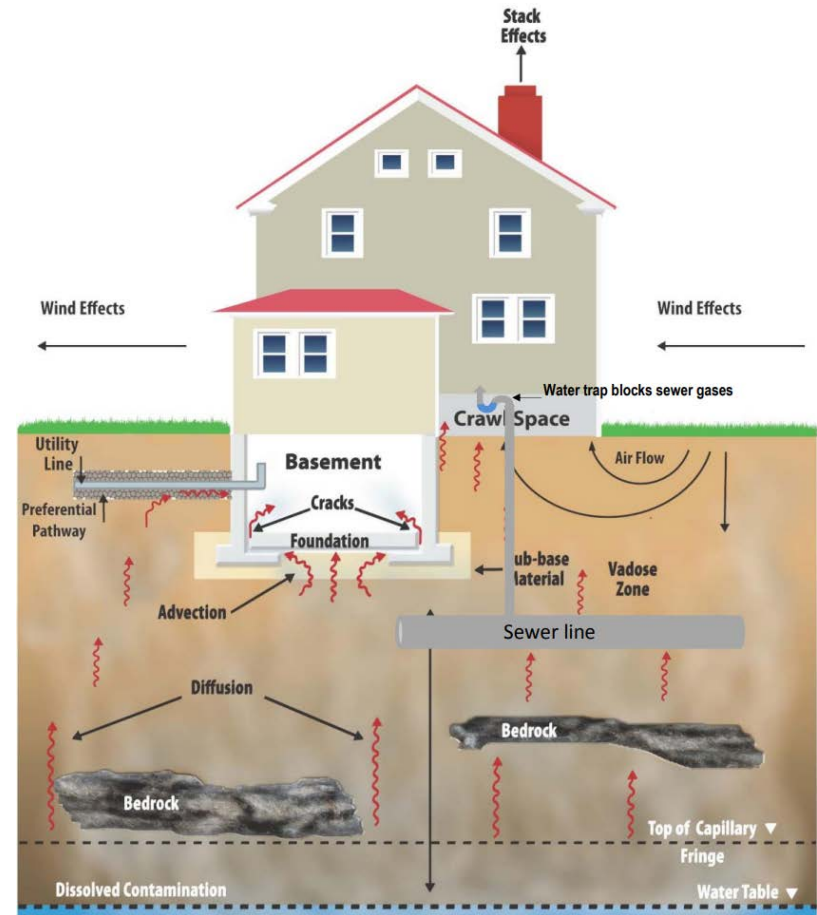 Stack
Effects
Wind Effects
Wind Effects
Water trap blocks sewer gases
Crawl Space
Utility
Line
Basement
Air Flow
Preferential
Pathway
Cracks
Foundation
ub-base
aterial
Vadose
Zone
Advection
Sewer line
Diffusion
Bedrock
Bedrock
Top of Capillary
Fringe
Dissolved Contamination
Water Table